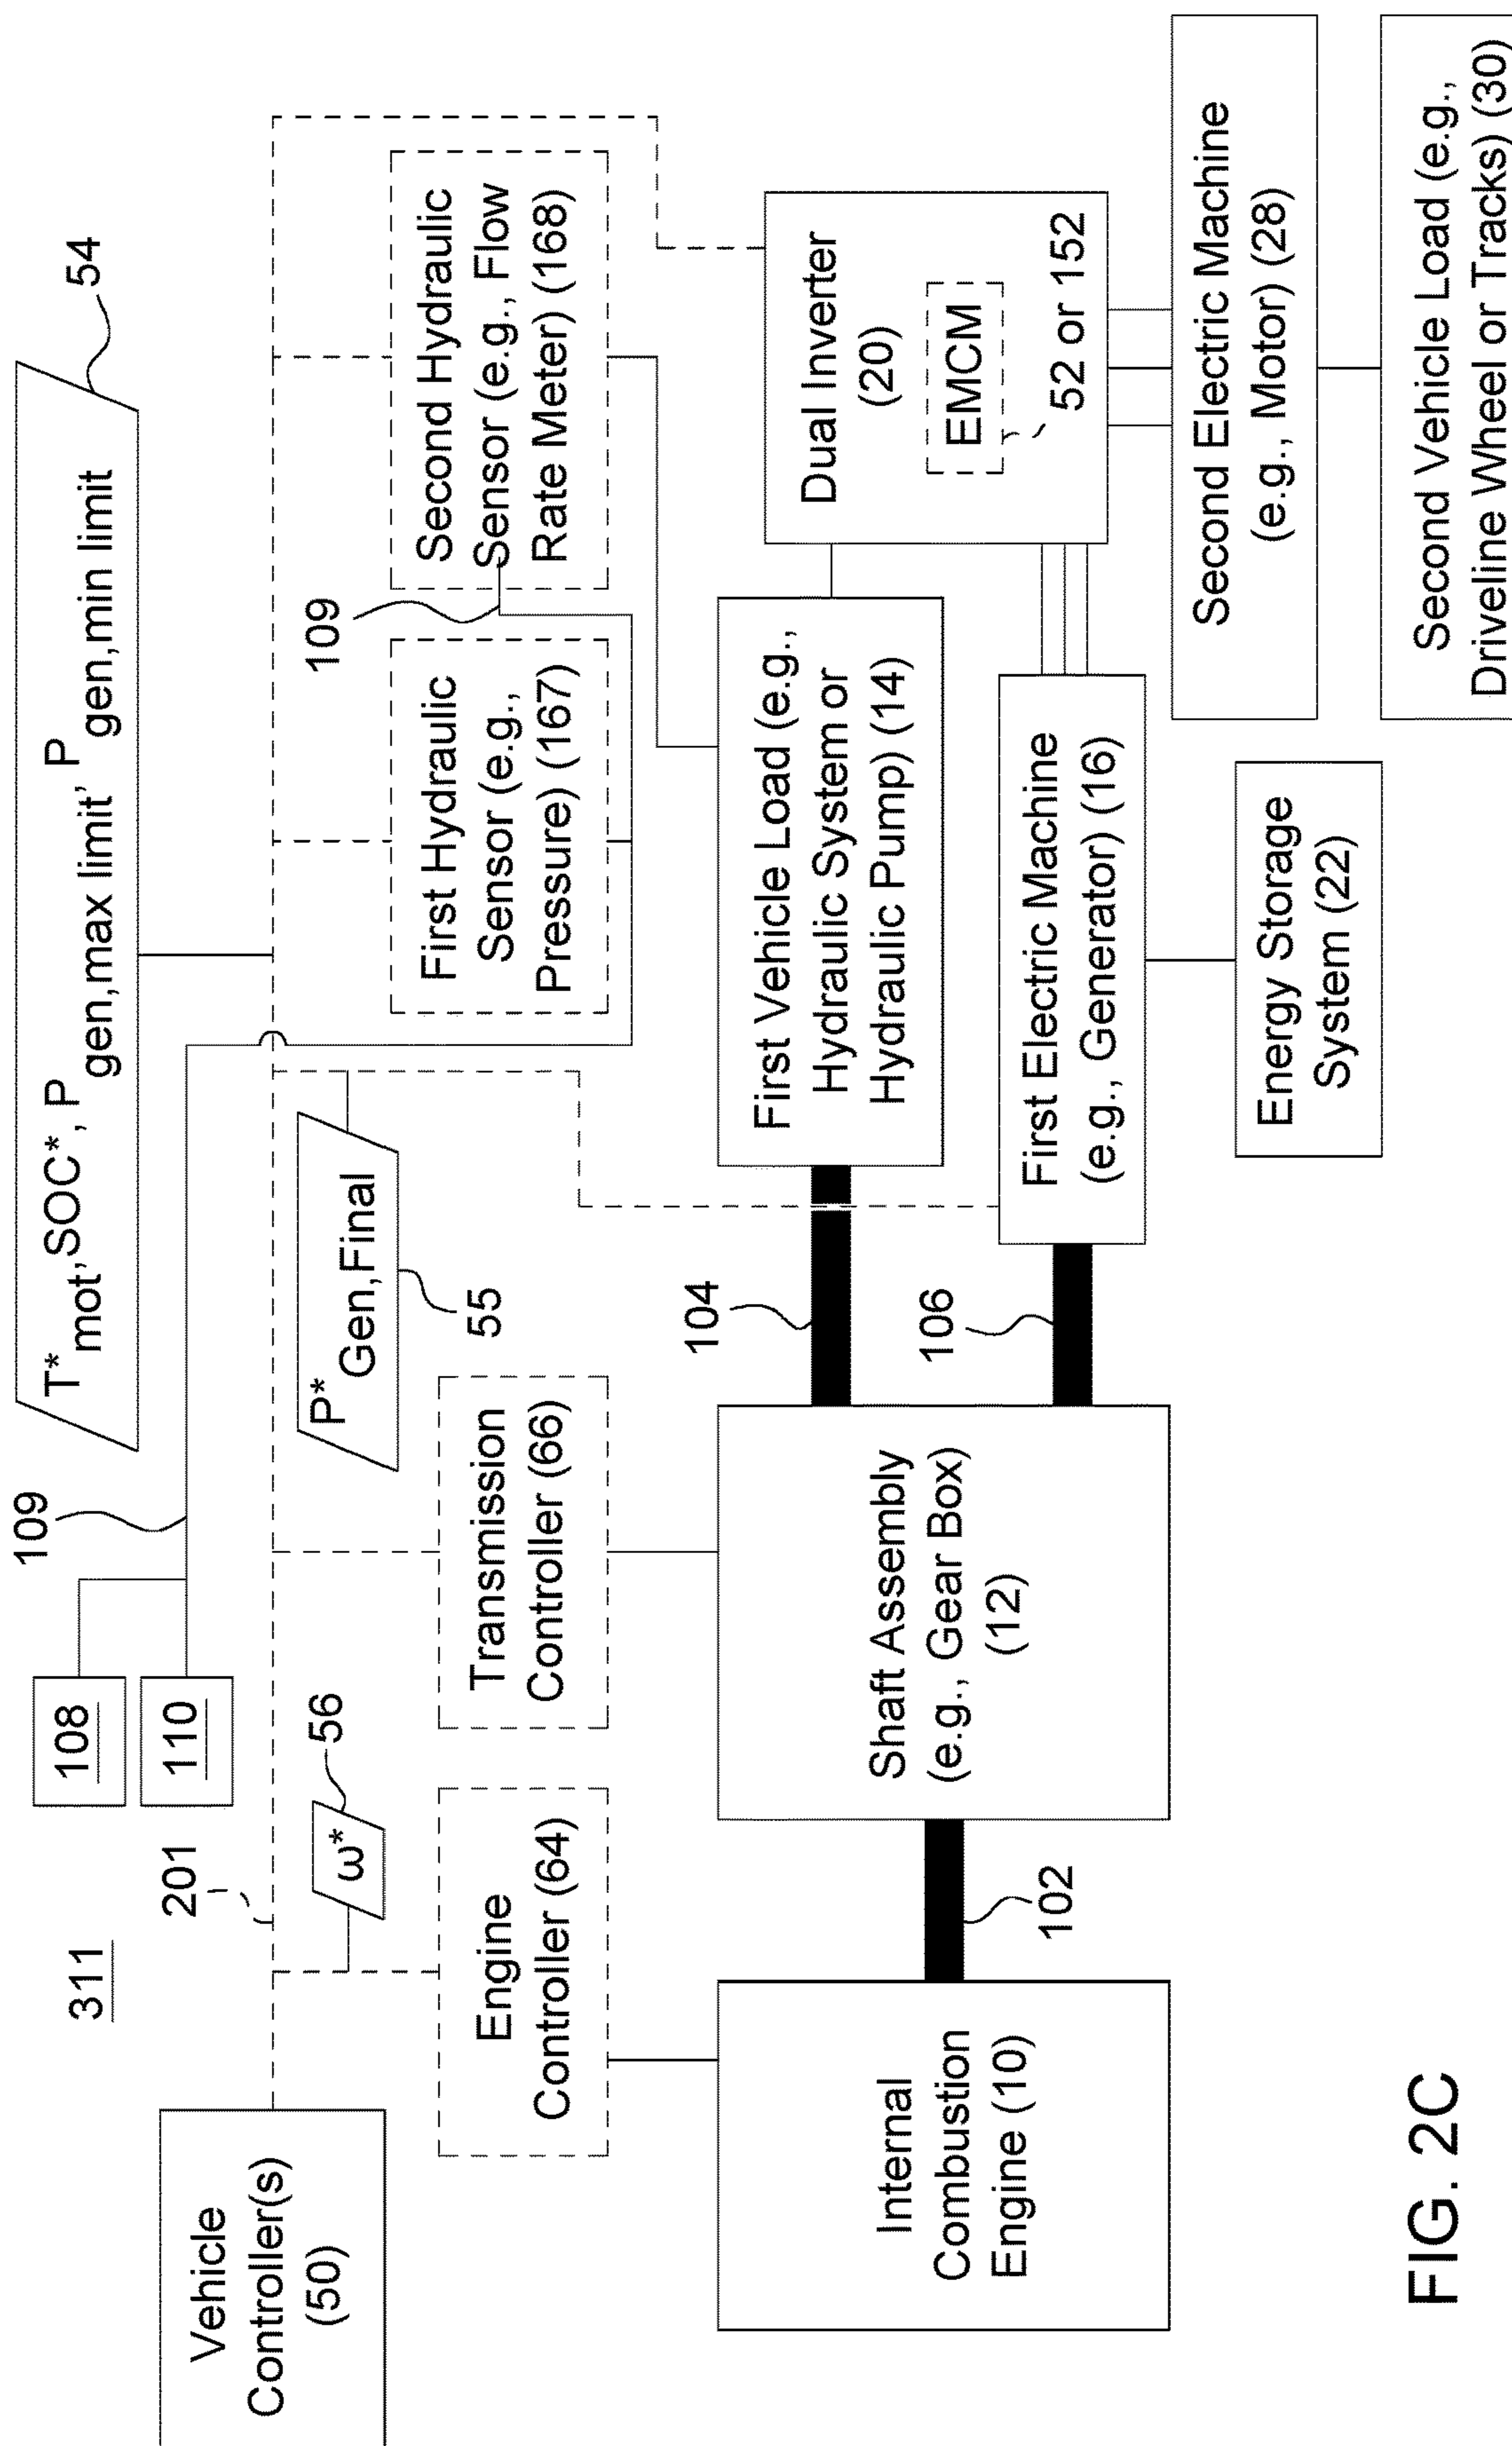 311
201
109
108
110
54
T*mot, SOC*, Pgen,max limit, Pgen,min limit
Vehicle
Controller(s)
(50)
ω*
56
P*Gen,Final
55
109
Engine
Controller (64)
Transmission
Controller (66)
First Hydraulic
Sensor (e.g.,
Pressure) (167)
Second Hydraulic
Sensor (e.g., Flow
Rate Meter) (168)
Internal
Combustion
Engine (10)
102
Shaft Assembly
(e.g., Gear Box)
(12)
104
106
First Vehicle Load (e.g.,
Hydraulic System or
Hydraulic Pump) (14)
First Electric Machine
(e.g., Generator) (16)
Energy Storage
System (22)
Dual Inverter
(20)
EMCM
52 or 152
Second Electric Machine
(e.g., Motor) (28)
Second Vehicle Load (e.g.,
Driveline Wheel or Tracks) (30)
FIG. 2C